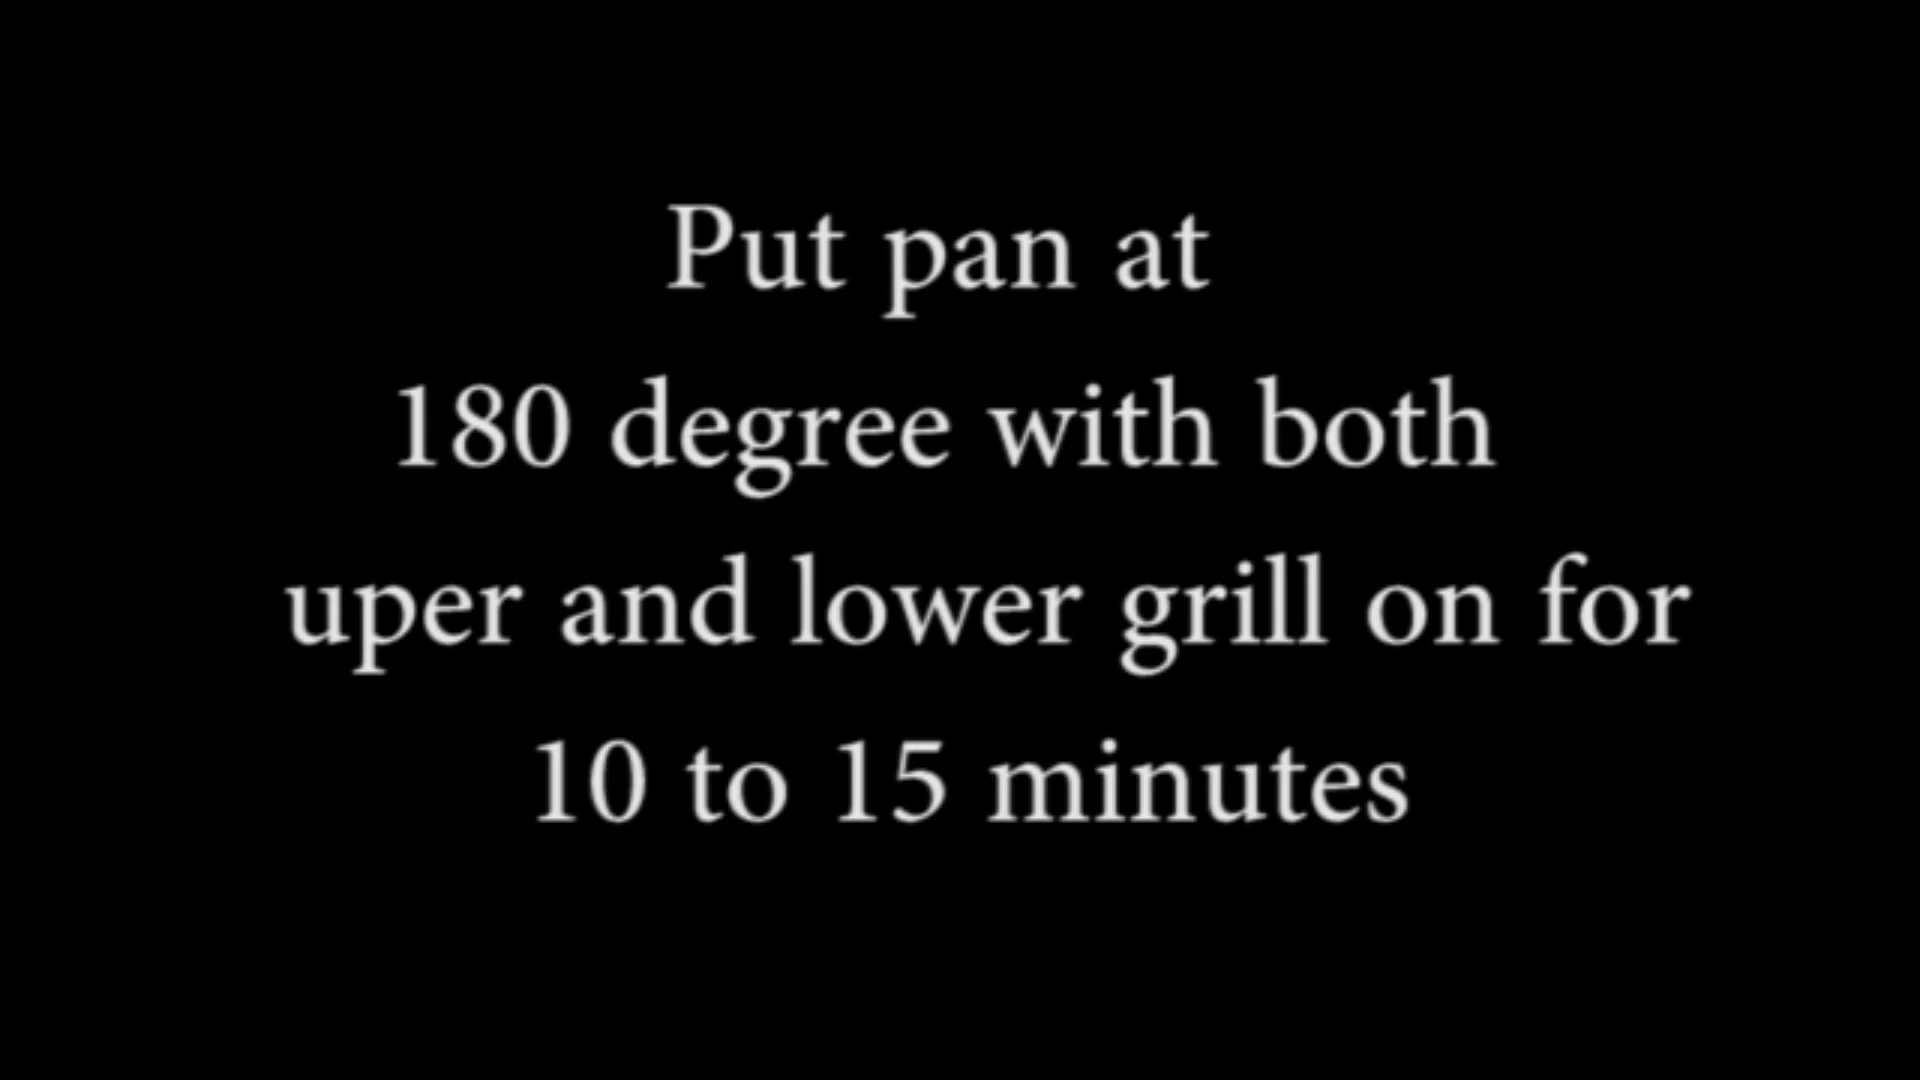 Put pan at
180 degree with both
uper and lower grill on for
10 to 15 minutes